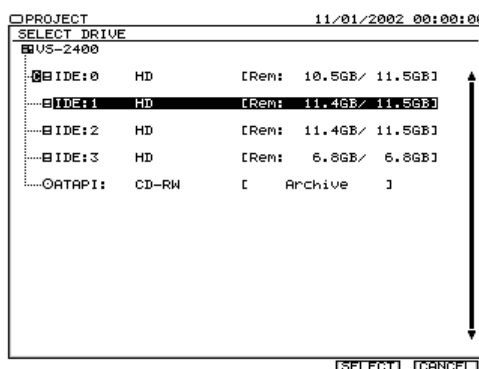 PROJECT 11/01/2002 00:00:00
SELECT DRIVE
VS-2400
C IDE:0 HD [Rem: 10.5GB/ 11.5GB]
IDE:1 HD [Rem: 11.4GB/ 11.5GB]
IDE:2 HD [Rem: 11.4GB/ 11.5GB]
IDE:3 HD [Rem: 6.8GB/ 6.8GB]
ATAPI: CD-RW [ Archive ]
[SELECT] [CANCEL]